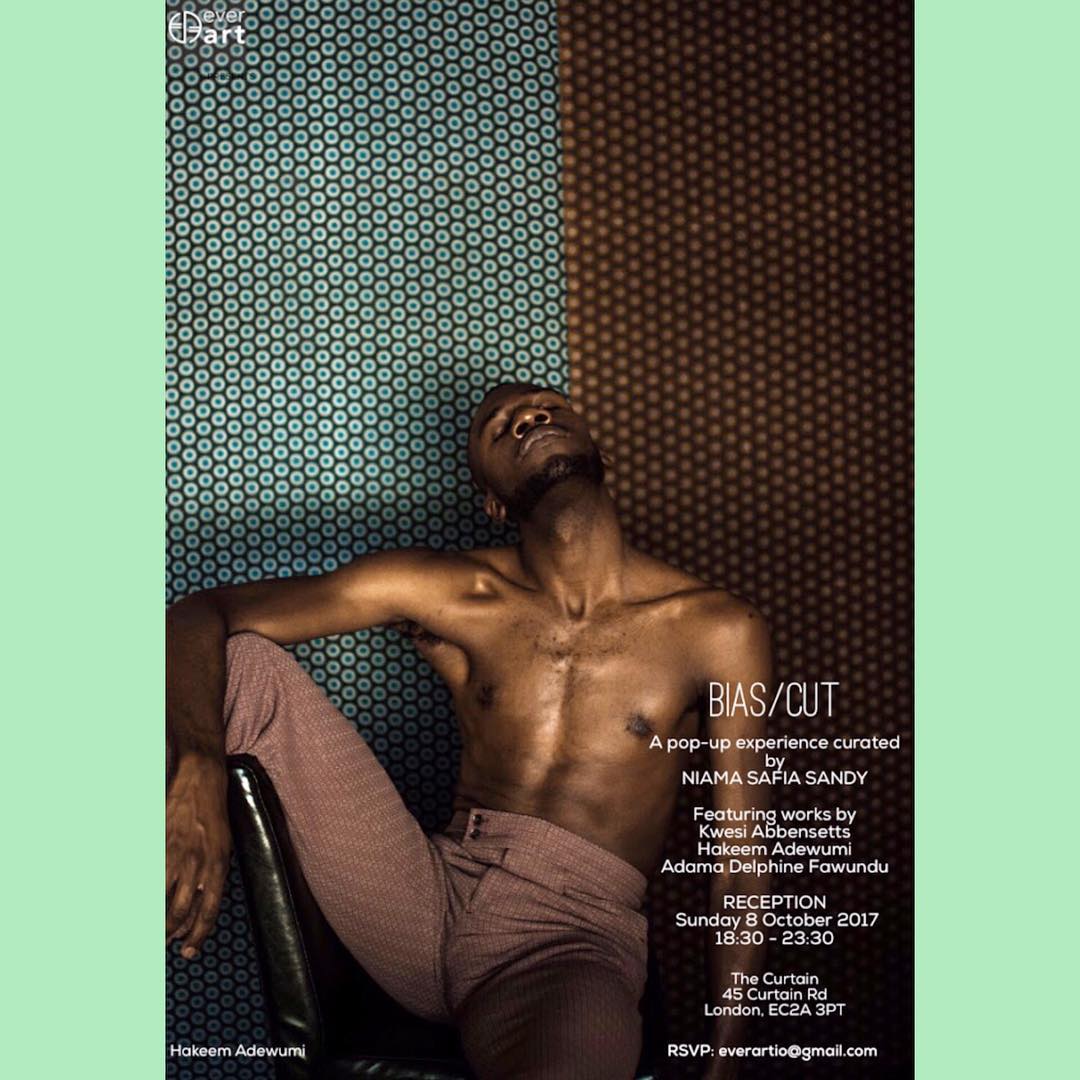 ever
art
PRESENTS
BIAS/CUT
A pop-up experience curated
by
NIAMA SAFIA SANDY
Featuring works by
Kwesi Abbensetts
Hakeem Adewumi
Adama Delphine Fawundu
RECEPTION
Sunday 8 October 2017
18:30 - 23:30
The Curtain
45 Curtain Rd
London, EC2A 3PT
Hakeem Adewumi
RSVP: everartio@gmail.com